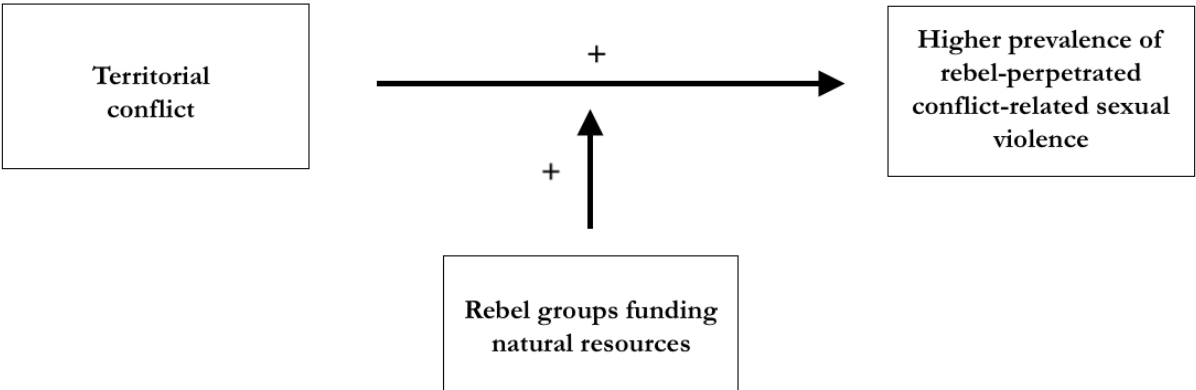 Territorial
conflict
+
Higher prevalence of
rebel-perpetrated
conflict-related sexual
violence
+
Rebel groups funding
natural resources